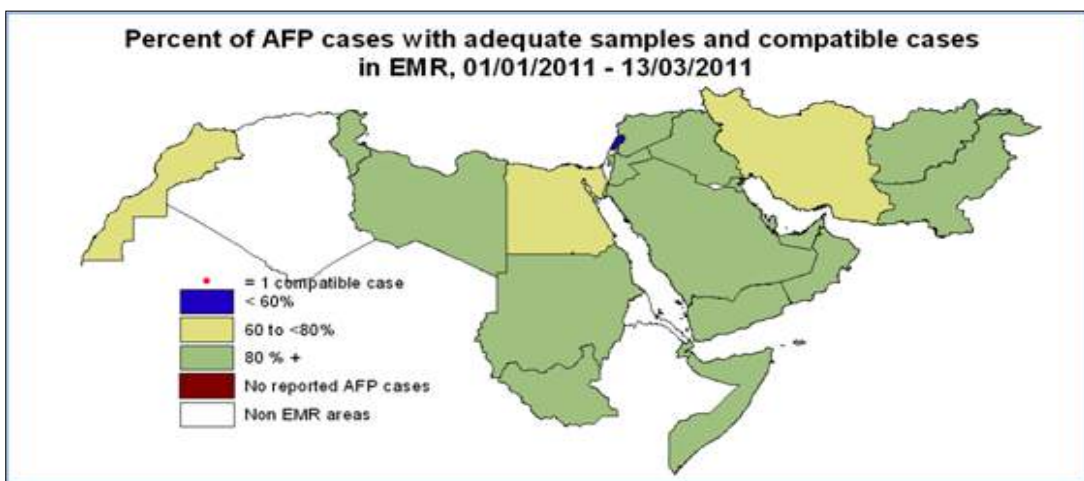 Percent of AFP cases with adequate samples and compatible cases
in EMR, 01/01/2011 - 13/03/2011
= 1 compatible case
< 60%
60 to <80%
80 % +
No reported AFP cases
Non EMR areas